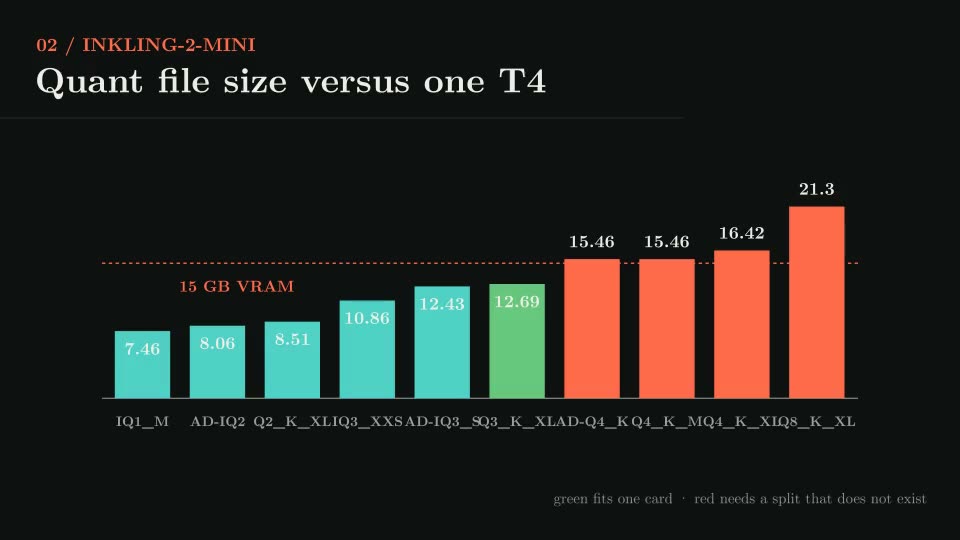 02 / INKLING-2-MINI
Quant file size versus one T4
21.3
16.42
15.46 15.46
15 GB VRAM
12.43 12.69
10.86
8.51
8.06
7.46
IQ1_M AD-IQ2 Q2_K_XL IQ3_XXS AD-IQ3_S Q3_K_XL AD-Q4_K Q4_K_M Q4_K_XL Q8_K_XL
green fits one card · red needs a split that does not exist